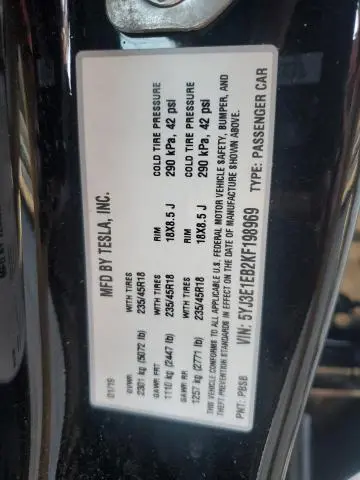 MFD BY TESLA, INC.
01/19
GVWR
2301 kg (5072 lb)
WITH TIRES
235/45R18
RIM
18X8.5 J
COLD TIRE PRESSURE
290 kPa, 42 psi
GAWR FRT
1110 kg (2447 lb)
WITH TIRES
235/45R18
RIM
18X8.5 J
COLD TIRE PRESSURE
290 kPa, 42 psi
GAWR RR
1257 kg (2771 lb)
WITH TIRES
235/45R18
THIS VEHICLE CONFORMS TO ALL APPLICABLE U.S. FEDERAL MOTOR VEHICLE SAFETY, BUMPER, AND
THEFT PREVENTION STANDARDS IN EFFECT ON THE DATE OF MANUFACTURE SHOWN ABOVE.
PNT: PBSB
VIN: 5YJ3E1EB2KF198969
TYPE: PASSENGER CAR